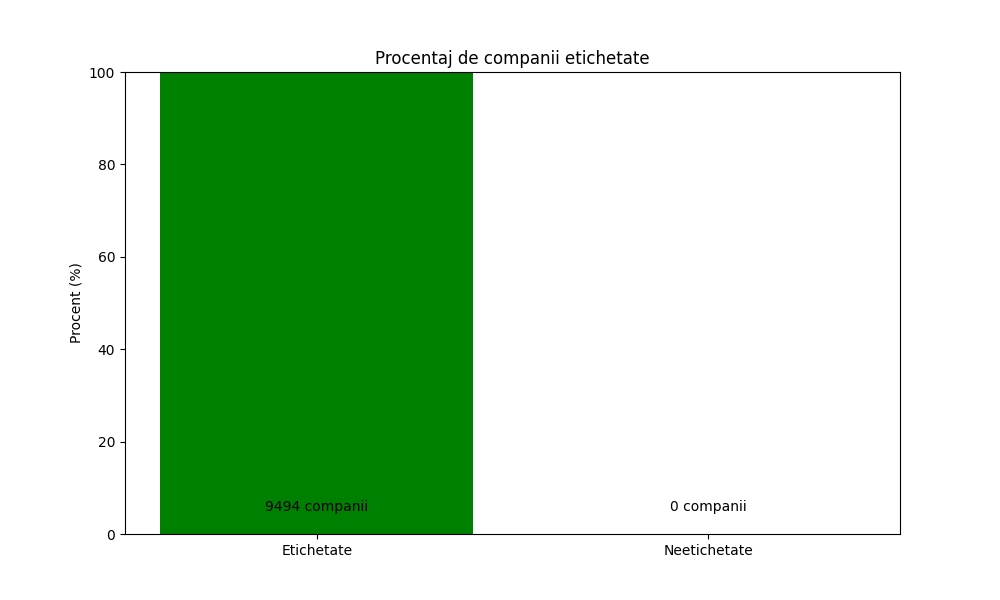 Procentaj de companii etichetate
Procent (%)
100
80
60
40
20
0
9494 companii
0 companii
Etichetate
Neetichetate